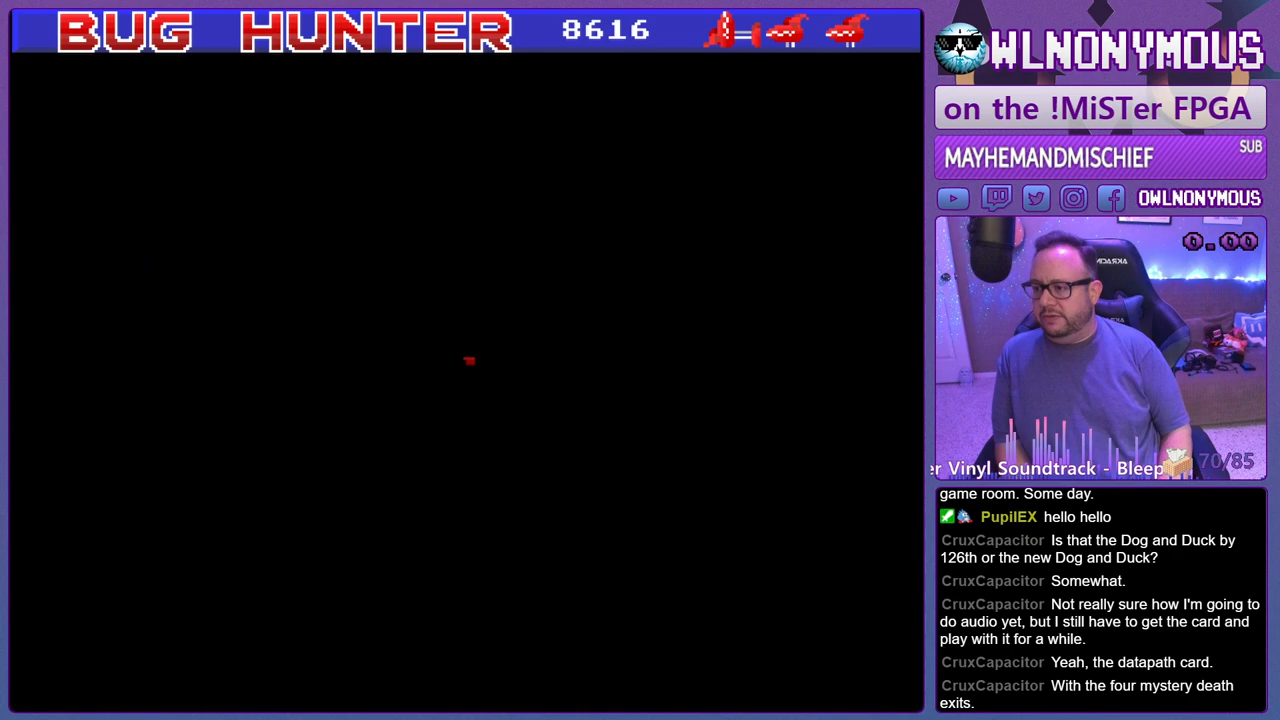 BUG HUNTER 8616
WLNONYMOUS
on the !MiSTer FPGA
MAYHEMANDMISCHIEF SUB
OWLNONYMOUS
0.00
AKRACING
er Vinyl Soundtrack - Bleep 70/85
game room. Some day.
PupilEX hello hello
CruxCapacitor Is that the Dog and Duck by
126th or the new Dog and Duck?
CruxCapacitor Somewhat.
CruxCapacitor Not really sure how I'm going to
do audio yet, but I still have to get the card and
play with it for a while.
CruxCapacitor Yeah, the datapath card.
CruxCapacitor With the four mystery death
exits.